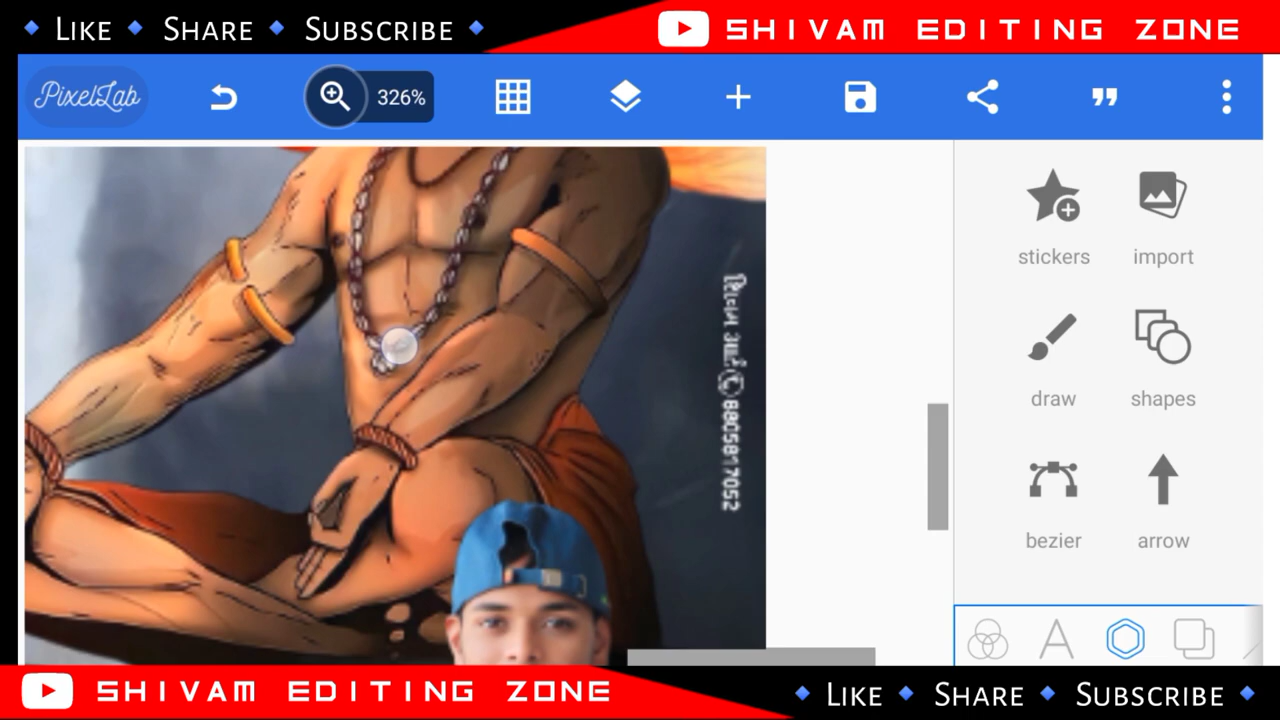 LIKE SHARE SUBSCRIBE
SHIVAM EDITING ZONE
PixelLab
326%
stickers import
draw shapes
bezier arrow
8805817052
SHIVAM EDITING ZONE
LIKE SHARE SUBSCRIBE